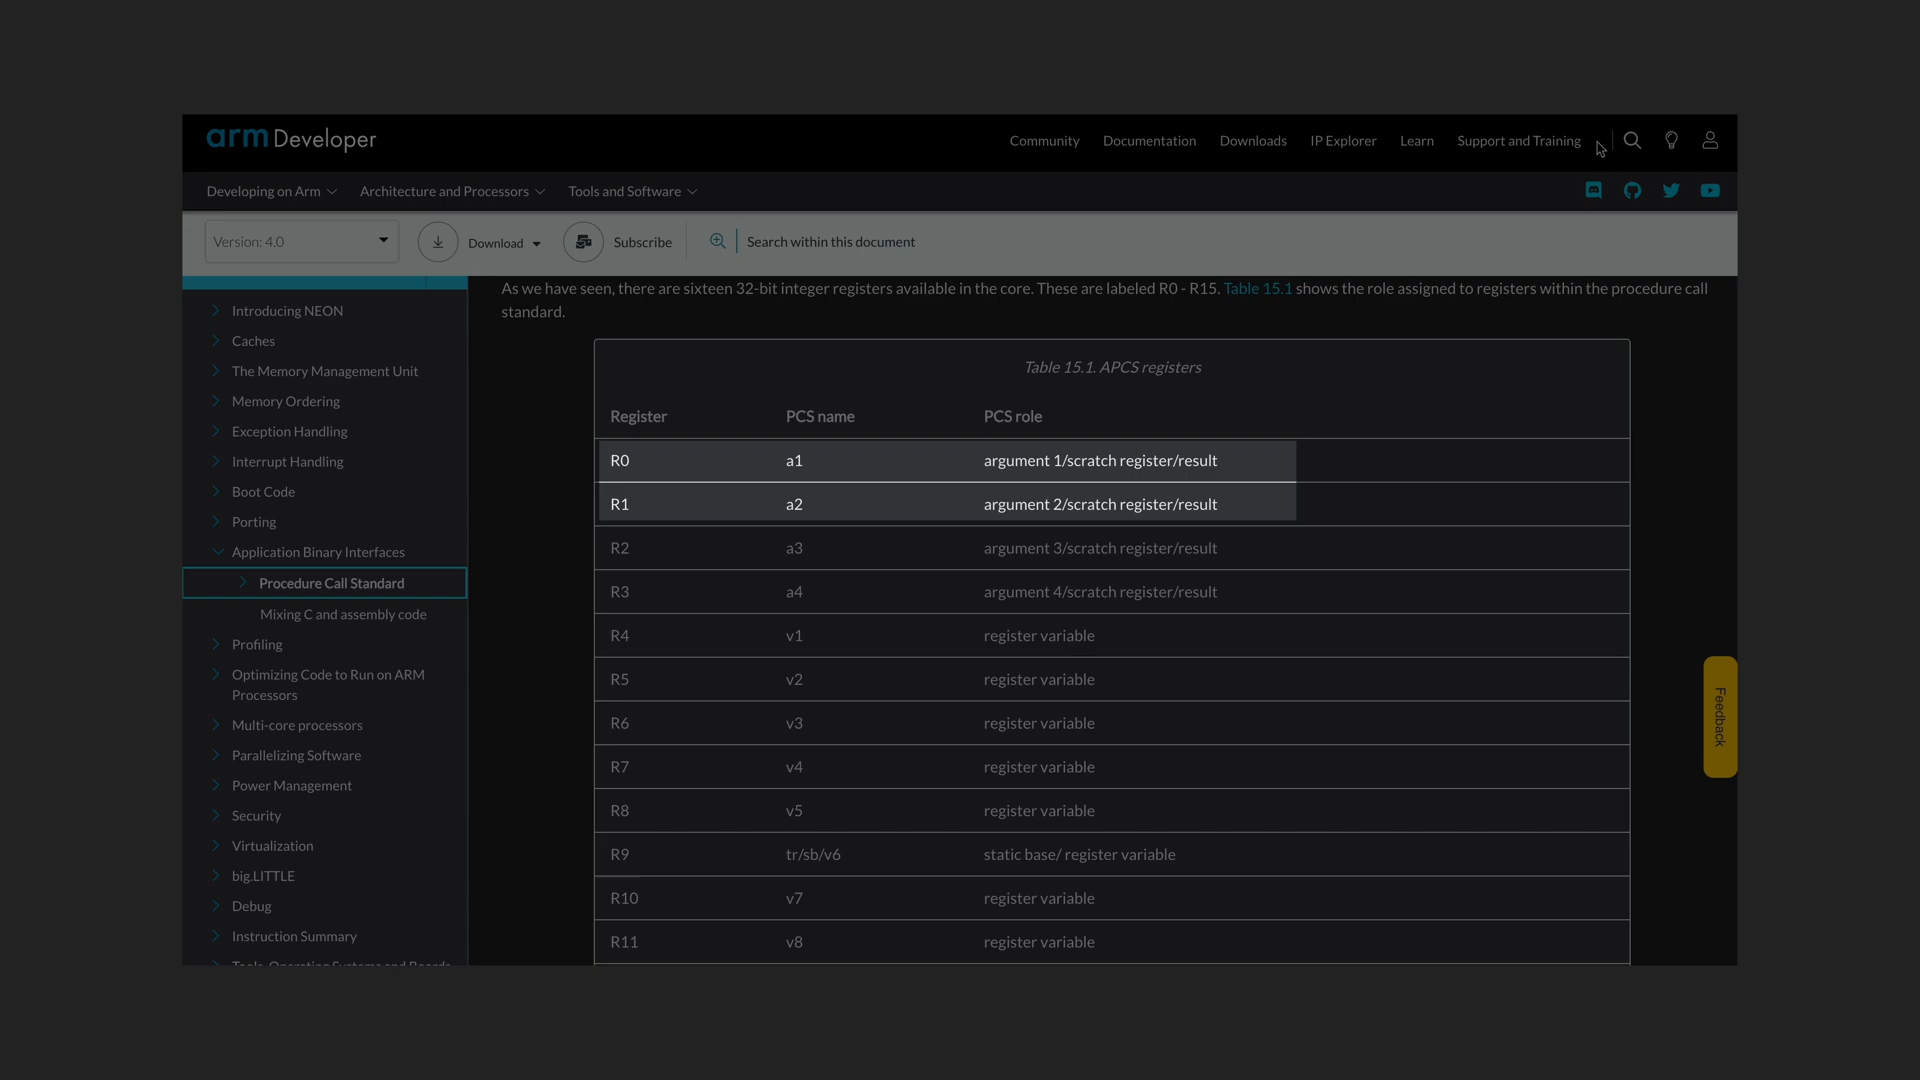 arm Developer
Community Documentation Downloads IP Explorer Learn Support and Training
Developing on Arm Architecture and Processors Tools and Software
Version: 4.0 Download Subscribe Search within this document
Introducing NEON
Caches
The Memory Management Unit
Memory Ordering
Exception Handling
Interrupt Handling
Boot Code
Porting
Application Binary Interfaces
Procedure Call Standard
Mixing C and assembly code
Profiling
Optimizing Code to Run on ARM
Processors
Multi-core processors
Parallelizing Software
Power Management
Security
Virtualization
big.LITTLE
Debug
Instruction Summary
Tools, Operating Systems and Boards
As we have seen, there are sixteen 32-bit integer registers available in the core. These are labeled R0 - R15. Table 15.1 shows the role assigned to registers within the procedure call
standard.
Table 15.1. APCS registers
Register PCS name PCS role
R0 a1 argument 1/scratch register/result
R1 a2 argument 2/scratch register/result
R2 a3 argument 3/scratch register/result
R3 a4 argument 4/scratch register/result
R4 v1 register variable
R5 v2 register variable
R6 v3 register variable
R7 v4 register variable
R8 v5 register variable
R9 tr/sb/v6 static base/ register variable
R10 v7 register variable
R11 v8 register variable
Feedback